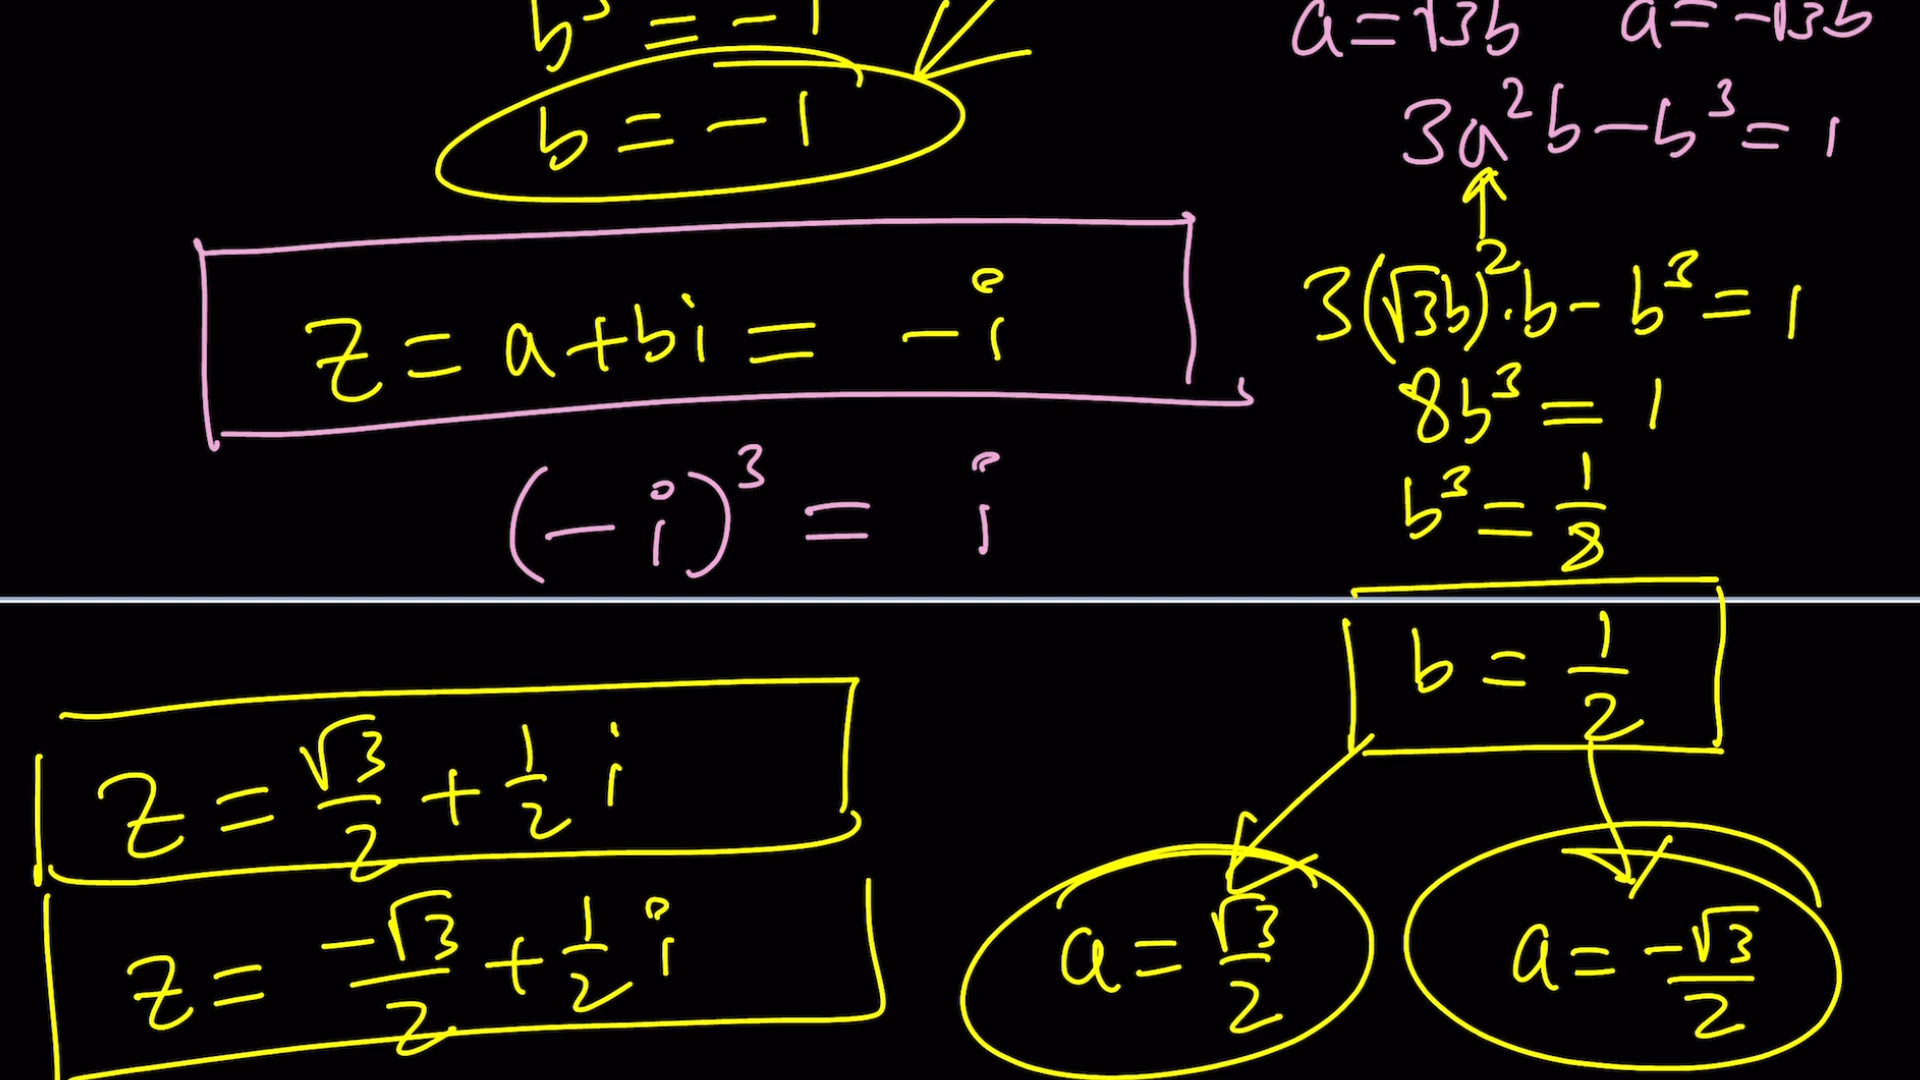 b³ = -1
b = -1
z = a+bi = -i
(-i)³ = i
a = √3b a = -√3b
3a²b - b³ = 1
3(√3b)²·b - b³ = 1
8b³ = 1
b³ = 1/8
b = 1/2
z = √3/2 + 1/2 i
z = -√3/2 + 1/2 i
a = √3/2 a = -√3/2